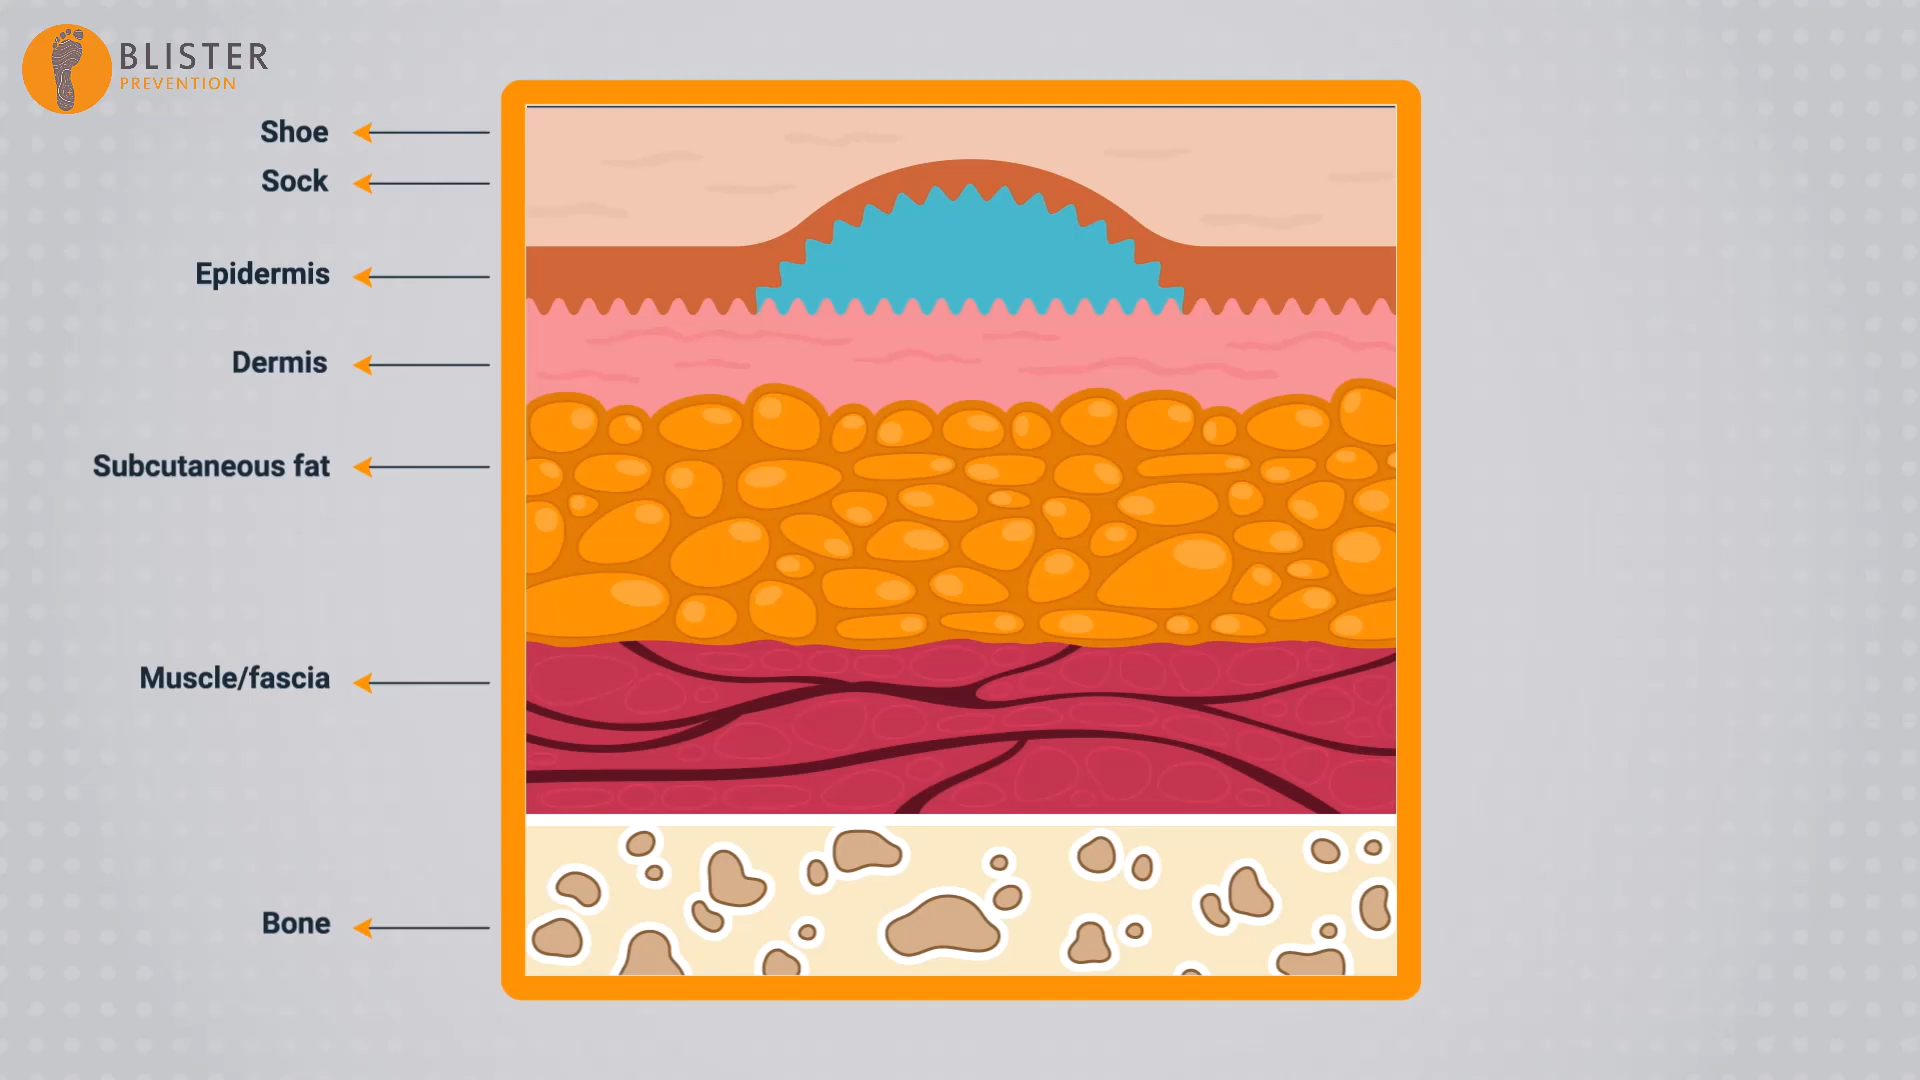 BLISTER
PREVENTION
Shoe
Sock
Epidermis
Dermis
Subcutaneous fat
Muscle/fascia
Bone